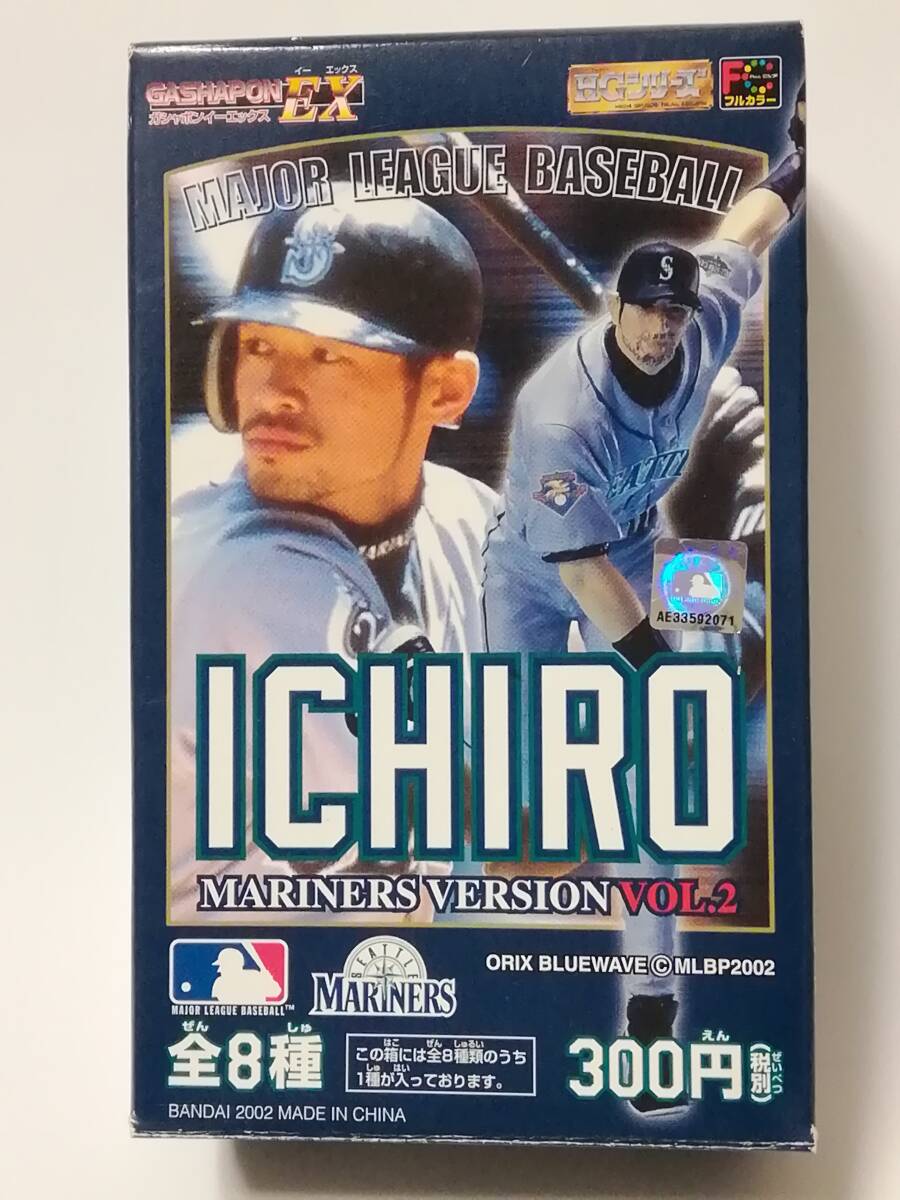 イー エックス
GASHAPON EX
ガシャポンイーエックス
HGシリーズ
フルカラー
MAJOR LEAGUE BASEBALL
S
SEATTL
AE33592071
ICHIRO
MARINERS VERSION VOL.2
ORIX BLUEWAVE©MLBP2002
MAJOR LEAGUE BASEBALL™
SEATTLE
MARINERS
ぜん しゅ
全8種
はこ ぜん しゅるい
この箱には全8種類のうち
しゅ はい
1種が入っております。
えん ぜいべつ
300円(税別)
BANDAI 2002 MADE IN CHINA